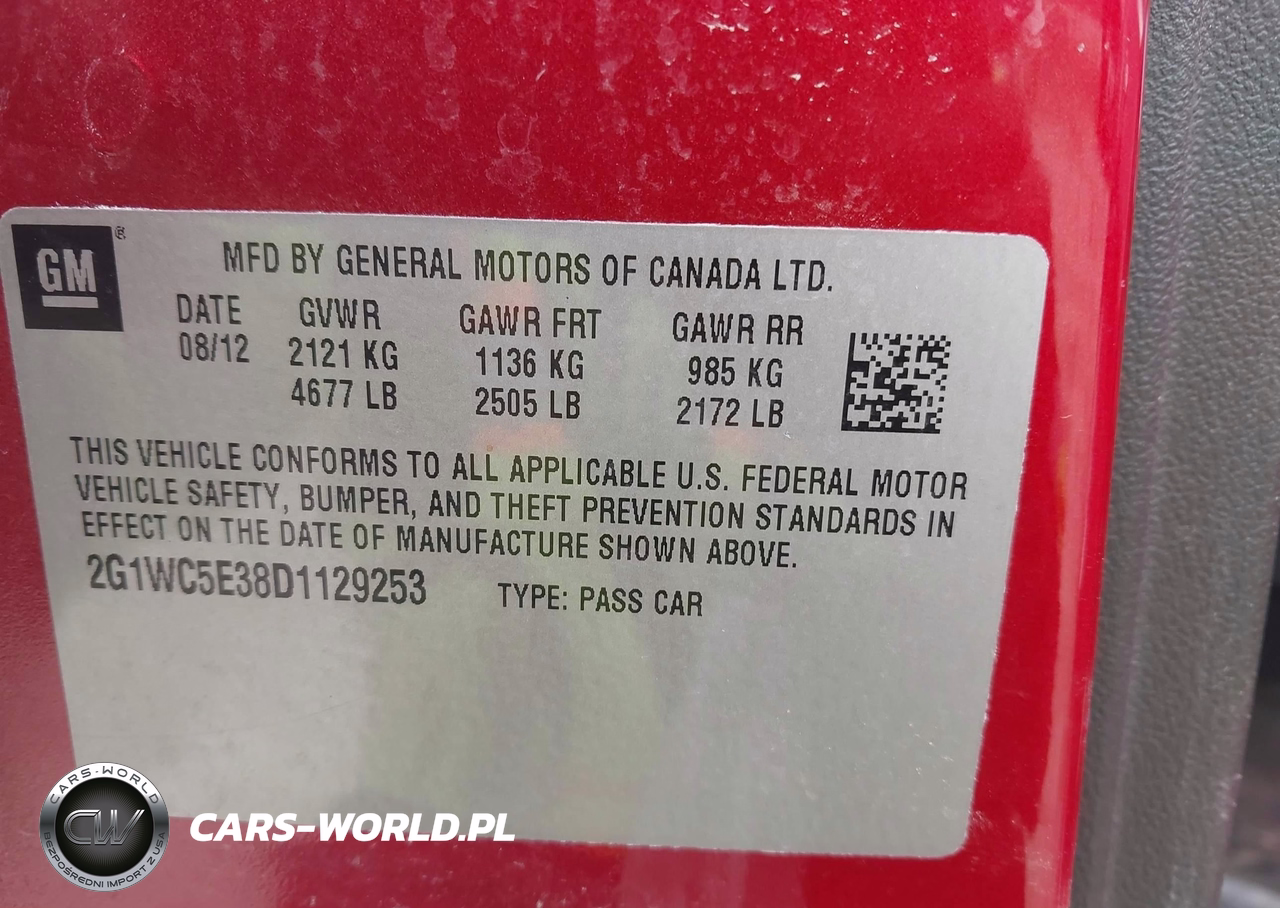 GM ®
MFD BY GENERAL MOTORS OF CANADA LTD.
DATE GVWR GAWR FRT GAWR RR
08/12 2121 KG 1136 KG 985 KG
4677 LB 2505 LB 2172 LB
THIS VEHICLE CONFORMS TO ALL APPLICABLE U.S. FEDERAL MOTOR
VEHICLE SAFETY, BUMPER, AND THEFT PREVENTION STANDARDS IN
EFFECT ON THE DATE OF MANUFACTURE SHOWN ABOVE.
2G1WC5E38D1129253 TYPE: PASS CAR
CARS-WORLD
CW
BEZPOŚREDNI IMPORT Z USA
CARS-WORLD.PL